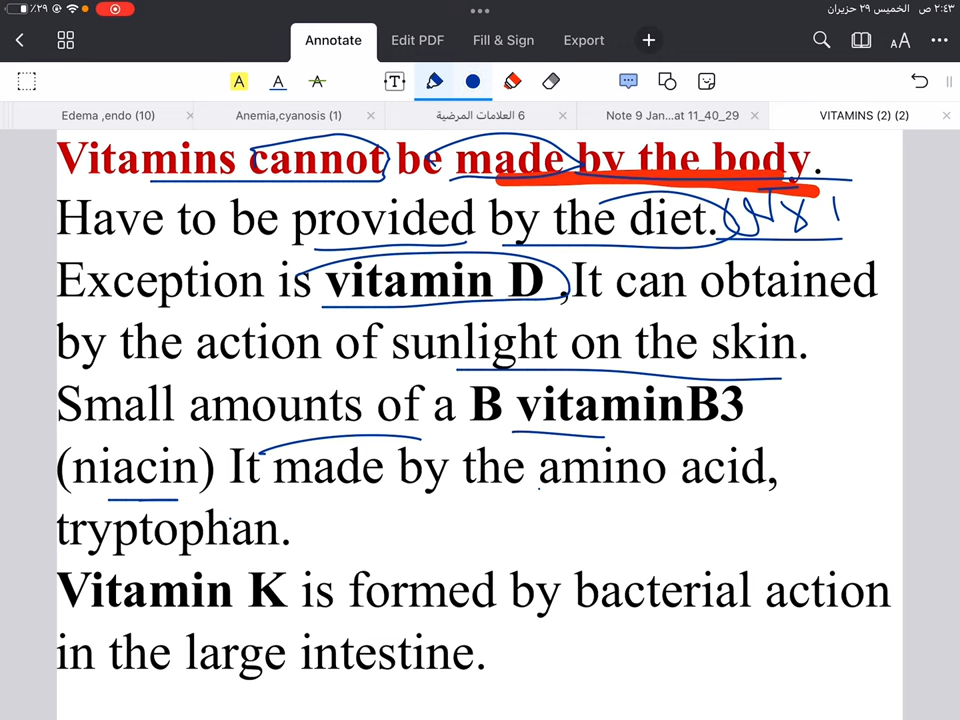 ٪٢٩
٢:٤٣ ص الخميس ٢٩ حزيران
Annotate Edit PDF Fill & Sign Export
AA
A A A T
Edema ,endo (10) Anemia,cyanosis (1) 6 العلامات المرضية Note 9 Jan...at 11_40_29 VITAMINS (2) (2)
Vitamins cannot be made by the body.
Have to be provided by the diet.
Exception is vitamin D ,It can obtained
by the action of sunlight on the skin.
Small amounts of a B vitaminB3
(niacin) It made by the amino acid,
tryptophan.
Vitamin K is formed by bacterial action
in the large intestine.